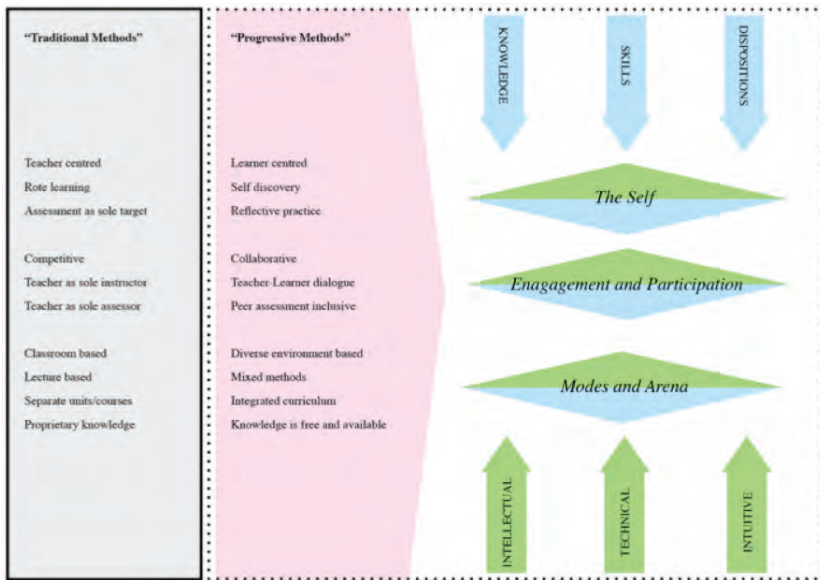 “Traditional Methods”
Teacher centred
Rote learning
Assessment as sole target
Competitive
Teacher as sole instructor
Teacher as sole assessor
Classroom based
Lecture based
Separate units/courses
Proprietary knowledge
“Progressive Methods”
Learner centred
Self discovery
Reflective practice
Collaborative
Teacher-Learner dialogue
Peer assessment inclusive
Diverse environment based
Mixed methods
Integrated curriculum
Knowledge is free and available
KNOWLEDGE
SKILLS
DISPOSITIONS
The Self
Enagagement and Participation
Modes and Arena
INTELLECTUAL
TECHNICAL
INTUITIVE